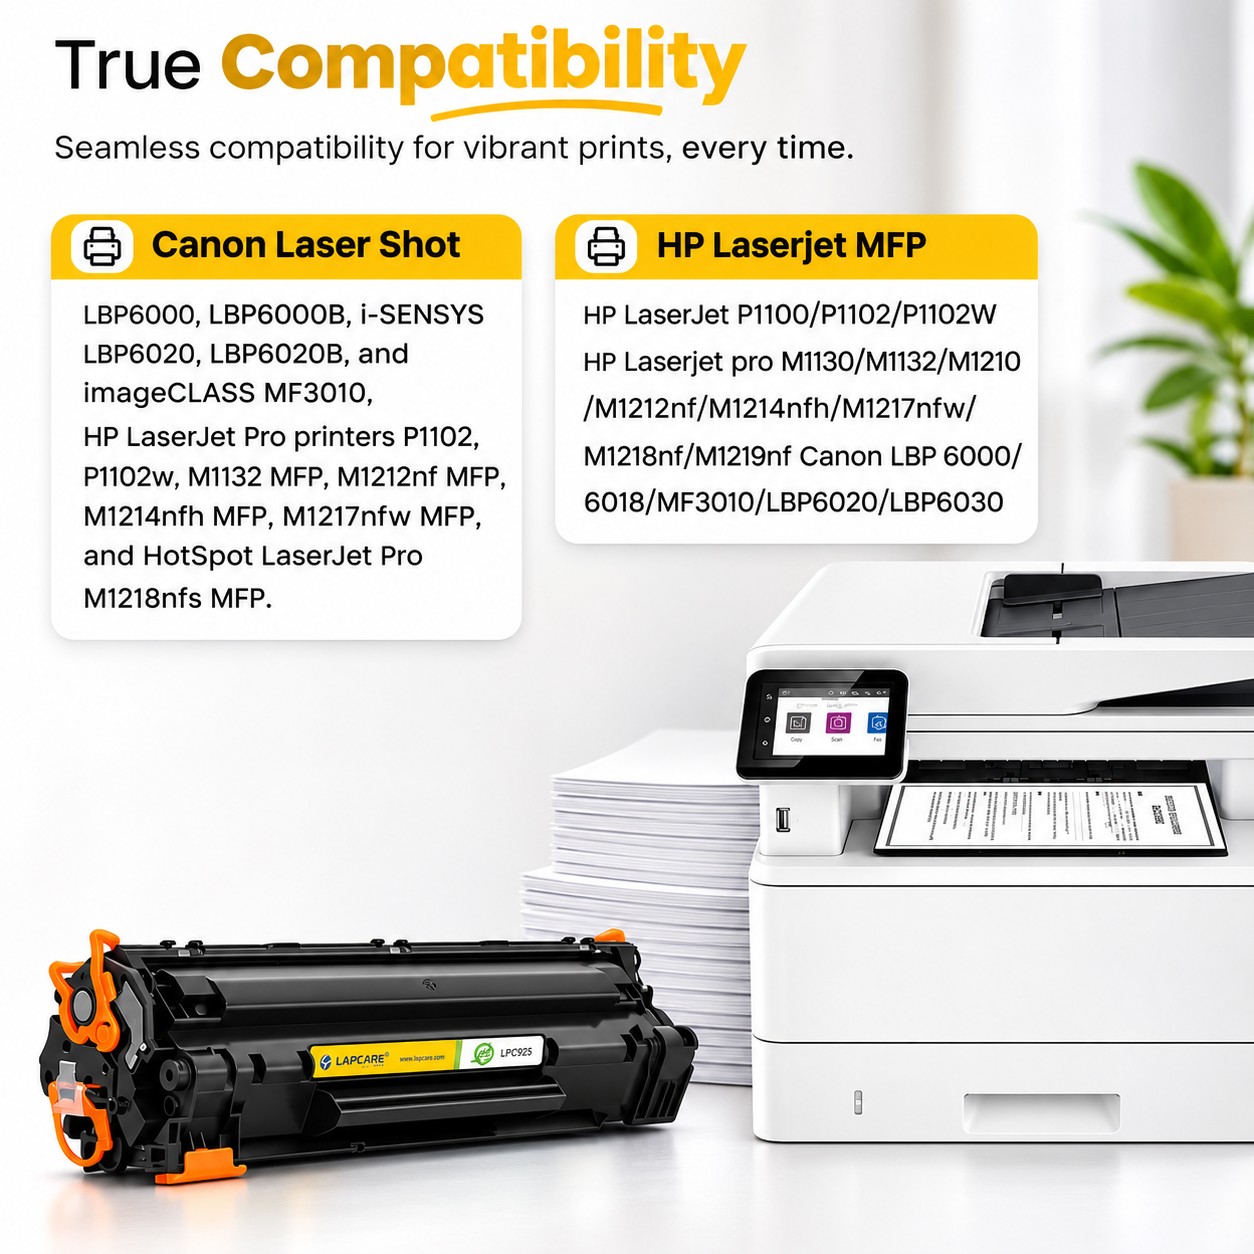 True Compatibility
Seamless compatibility for vibrant prints, every time.
Canon Laser Shot
LBP6000, LBP6000B, i-SENSYS
LBP6020, LBP6020B, and
imageCLASS MF3010,
HP LaserJet Pro printers P1102,
P1102w, M1132 MFP, M1212nf MFP,
M1214nfh MFP, M1217nfw MFP,
and HotSpot LaserJet Pro
M1218nfs MFP.
HP Laserjet MFP
HP LaserJet P1100/P1102/P1102W
HP Laserjet pro M1130/M1132/M1210
/M1212nf/M1214nfh/M1217nfw/
M1218nf/M1219nf Canon LBP 6000/
6018/MF3010/LBP6020/LBP6030
Copy
Scan
Fax
LAPCARE®
www.lapcare.com
LPC925